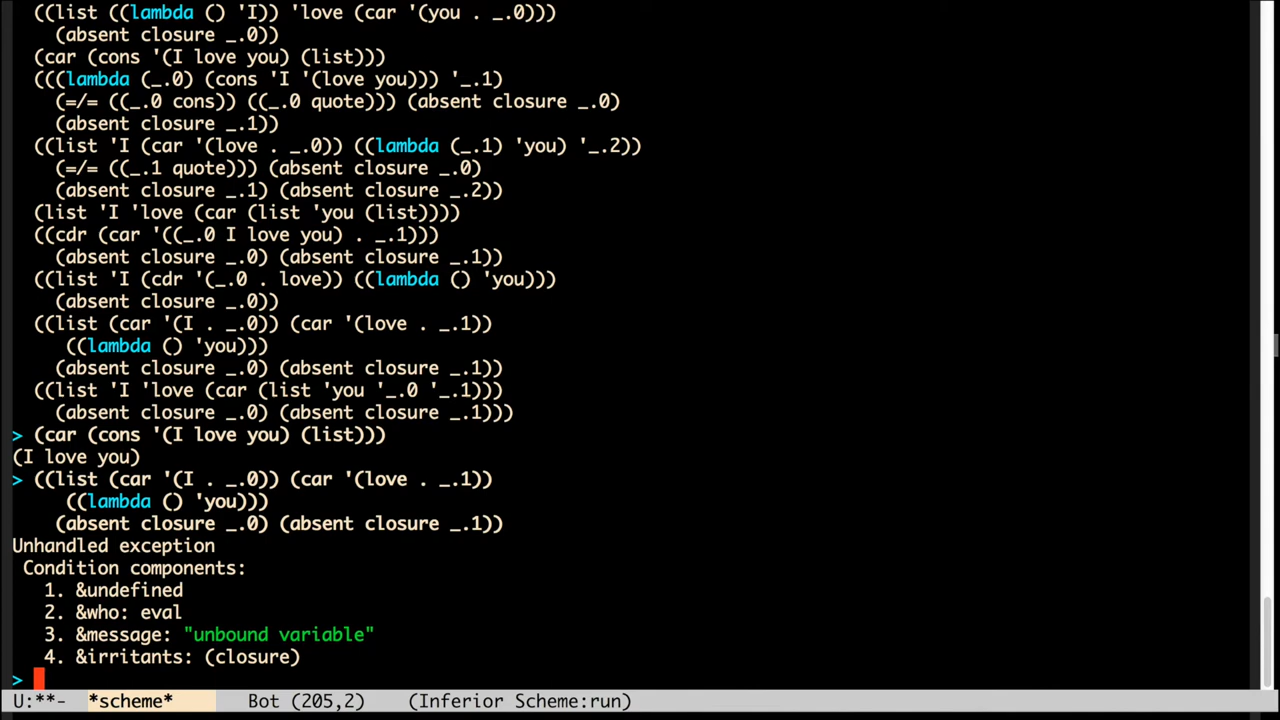 ((list ((lambda () 'I)) 'love (car '(you . _.0)))
(absent closure _.0))
(car (cons '(I love you) (list)))
(((lambda (_.0) (cons 'I '(love you))) '_.1)
(=/= ((_.0 cons)) ((_.0 quote))) (absent closure _.0)
(absent closure _.1))
((list 'I (car '(love . _.0)) ((lambda (_.1) 'you) '_.2))
(=/= ((_.1 quote))) (absent closure _.0)
(absent closure _.1) (absent closure _.2))
(list 'I 'love (car (list 'you (list))))
((cdr (car '((_.0 I love you) . _.1)))
(absent closure _.0) (absent closure _.1))
((list 'I (cdr '(_.0 . love)) ((lambda () 'you)))
(absent closure _.0))
((list (car '(I . _.0)) (car '(love . _.1))
((lambda () 'you)))
(absent closure _.0) (absent closure _.1))
((list 'I 'love (car (list 'you '_.0 '_.1)))
(absent closure _.0) (absent closure _.1)))
> (car (cons '(I love you) (list)))
(I love you)
> ((list (car '(I . _.0)) (car '(love . _.1))
((lambda () 'you)))
(absent closure _.0) (absent closure _.1))
Unhandled exception
Condition components:
1. &undefined
2. &who: eval
3. &message: "unbound variable"
4. &irritants: (closure)
>
U:**- *scheme* Bot (205,2) (Inferior Scheme:run)